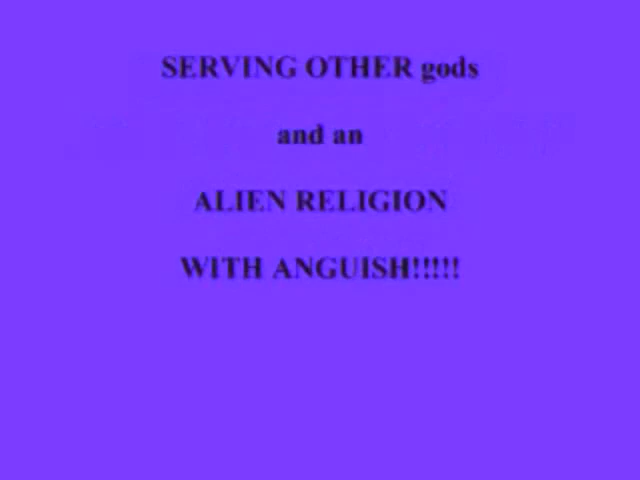 SERVING OTHER gods
and an
ALIEN RELIGION
WITH ANGUISH!!!!!